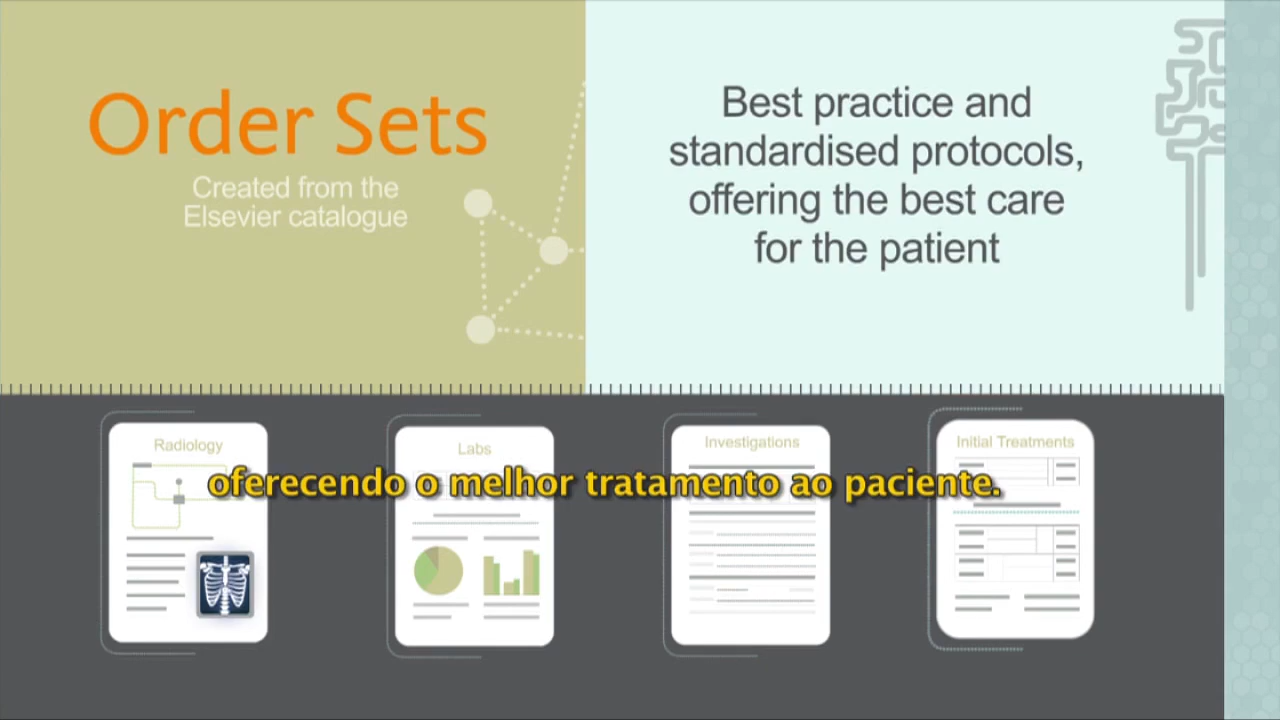 Order Sets
Created from the
Elsevier catalogue
Best practice and
standardised protocols,
offering the best care
for the patient
Radiology
Labs
Investigations
Initial Treatments
oferecendo o melhor tratamento ao paciente.